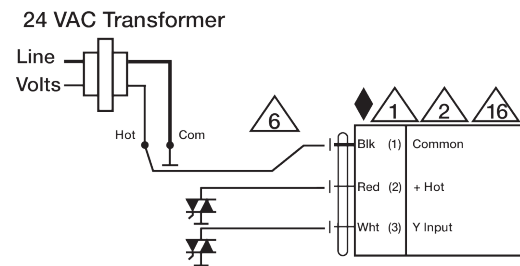 24 VAC Transformer
Line
Volts
Hot
Com
6
1
2
16
Blk (1) Common
Red (2) + Hot
Wht (3) Y Input